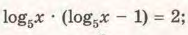 log₅x · (log₅x − 1) = 2;